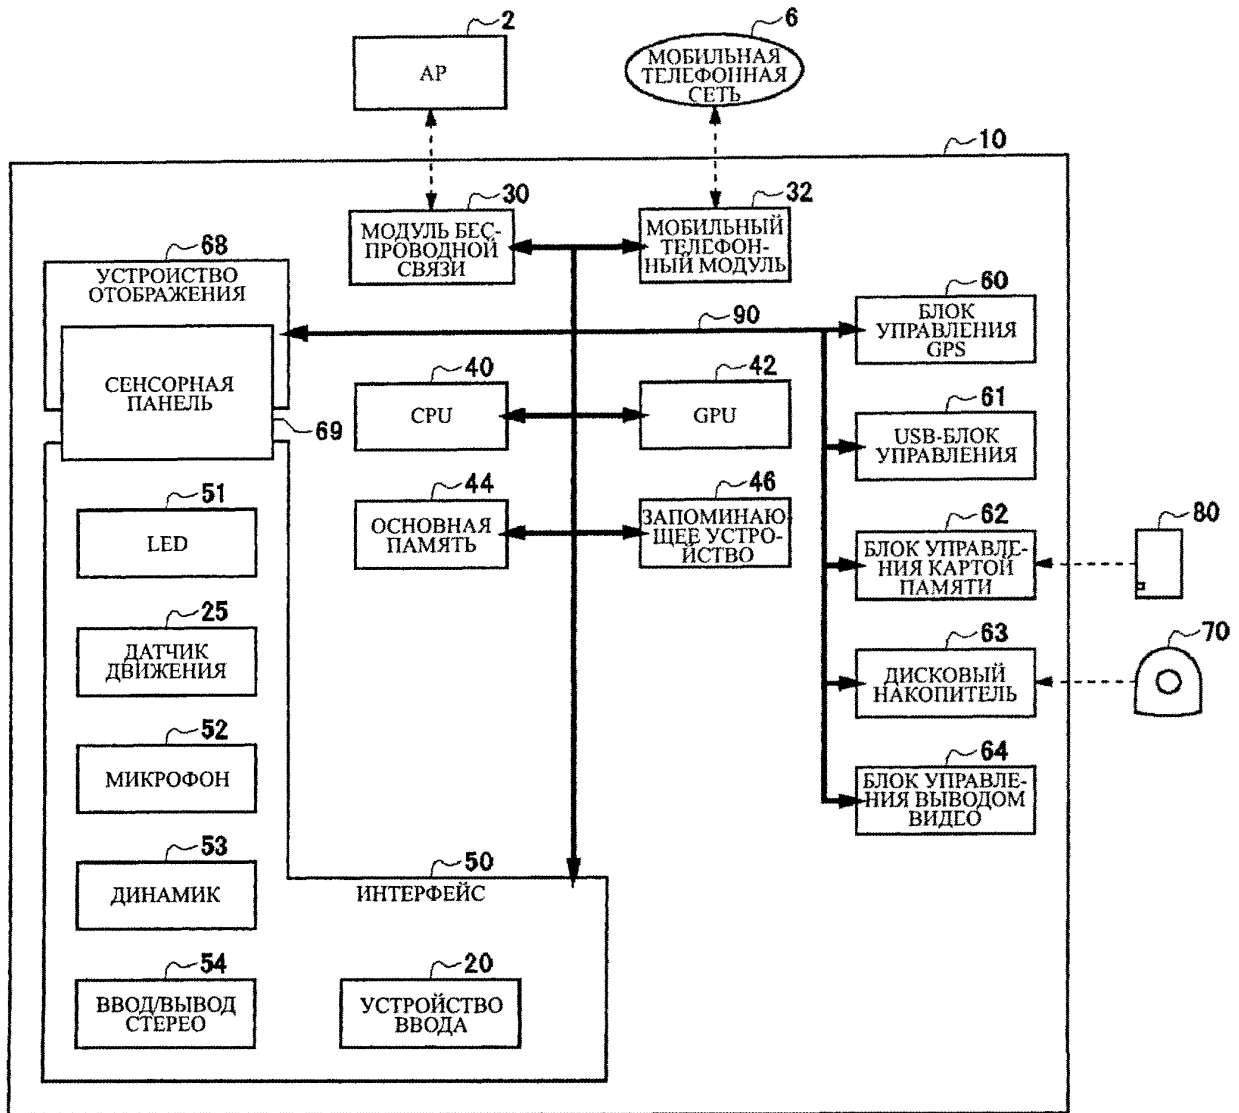 2
6
AP
МОБИЛЬНАЯ
ТЕЛЕФОННАЯ
СЕТЬ
10
30
32
МОДУЛЬ БЕС-
ПРОВОДНОЙ
СВЯЗИ
МОБИЛЬНЫЙ
ТЕЛЕФОН-
НЫЙ МОДУЛЬ
68
УСТРОЙСТВО
ОТОБРАЖЕНИЯ
СЕНСОРНАЯ
ПАНЕЛЬ
69
90
60
БЛОК
УПРАВЛЕНИЯ
GPS
40
CPU
42
GPU
61
USB-БЛОК
УПРАВЛЕНИЯ
44
ОСНОВНАЯ
ПАМЯТЬ
46
ЗАПОМИНАЮ-
ЩЕЕ УСТРО-
ЙСТВО
62
БЛОК УПРАВЛЕ-
НИЯ КАРТОЙ
ПАМЯТИ
80
51
LED
25
ДАТЧИК
ДВИЖЕНИЯ
63
ДИСКОВЫЙ
НАКОПИТЕЛЬ
70
52
МИКРОФОН
64
БЛОК УПРАВЛЕ-
НИЯ ВЫВОДОМ
ВИДЕО
53
ДИНАМИК
50
ИНТЕРФЕЙС
54
ВВОД/ВЫВОД
СТЕРЕО
20
УСТРОЙСТВО
ВВОДА